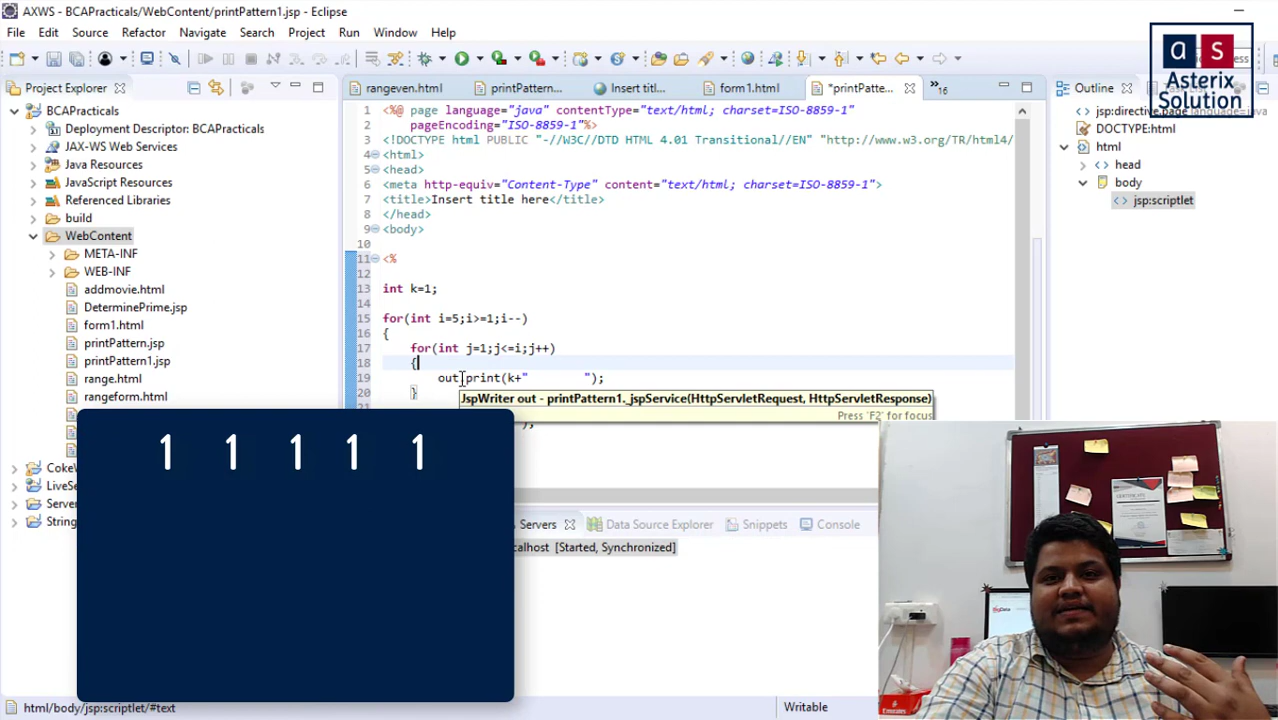 AXWS - BCAPracticals/WebContent/printPattern1.jsp - Eclipse
File Edit Source Refactor Navigate Search Project Run Window Help
a s
Asterix
Solution
Project Explorer
rangeven.html
printPattern...
Insert titl...
form1.html
*printPatte...
»16
Outline
BCAPracticals
Deployment Descriptor: BCAPracticals
JAX-WS Web Services
Java Resources
JavaScript Resources
Referenced Libraries
build
WebContent
META-INF
WEB-INF
addmovie.html
DeterminePrime.jsp
form1.html
printPattern.jsp
printPattern1.jsp
range.html
rangeform.html
CokeW
LiveSe
Server
String
1 <%@ page language="java" contentType="text/html; charset=ISO-8859-1"
2 pageEncoding="ISO-8859-1"%>
3 <!DOCTYPE html PUBLIC "-//W3C//DTD HTML 4.01 Transitional//EN" "http://www.w3.org/TR/html4/
4 <html>
5 <head>
6 <meta http-equiv="Content-Type" content="text/html; charset=ISO-8859-1">
7 <title>Insert title here</title>
8 </head>
9 <body>
10
11 <%
12
13 int k=1;
14
15 for(int i=5;i>=1;i--)
16 {
17 for(int j=1;j<=i;j++)
18 {
19 out.print(k+" ");
20 }
JspWriter out - printPattern1._jspService(HttpServletRequest, HttpServletResponse)
Press 'F2' for focus
);
jsp:directive.page language=java
DOCTYPE:html
html
head
body
jsp:scriptlet
1 1 1 1 1
Servers
Data Source Explorer
Snippets
Console
ocalhost [Started, Synchronized]
CERTIFICATE
html/body/jsp:scriptlet/#text
Writable